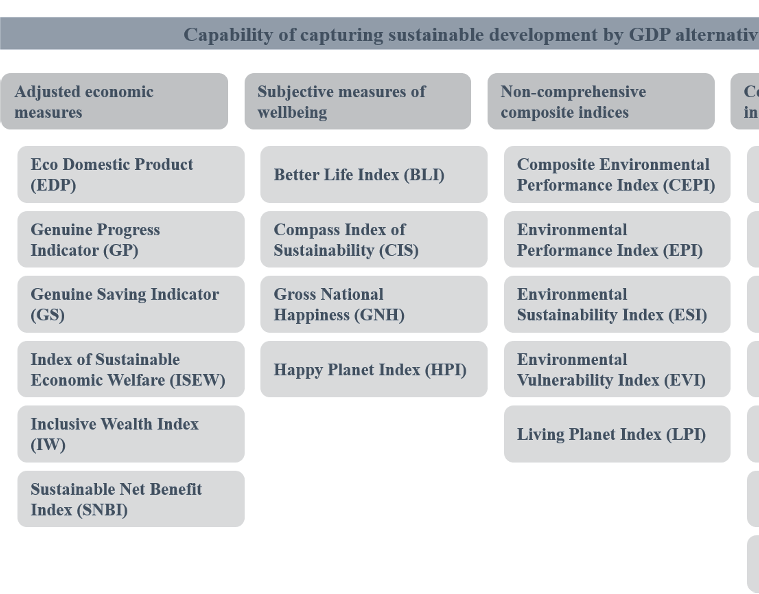 Capability of capturing sustainable development by GDP
Adjusted economic
measures
Eco Domestic Product
(EDP)
Genuine Progress
Indicator (GP)
Genuine Saving Indicator
(GS)
Index of Sustainable
Economic Welfare (ISEW)
Inclusive Wealth Index
(IW)
Sustainable Net Benefit
Index (SNBI)
Subjective measures of
wellbeing
Better Life Index (BLI)
Compass Index of
Sustainability (CIS)
Gross National
Happiness (GNH)
Happy Planet Index (HPI)
Non-comprehensive
composite indices
Composite Environmental
Performance Index (CEPI)
Environmental
Performance Index (EPI)
Environmental
Sustainability Index (ESI)
Environmental
Vulnerability Index (EVI)
Living Planet Index (LPI)